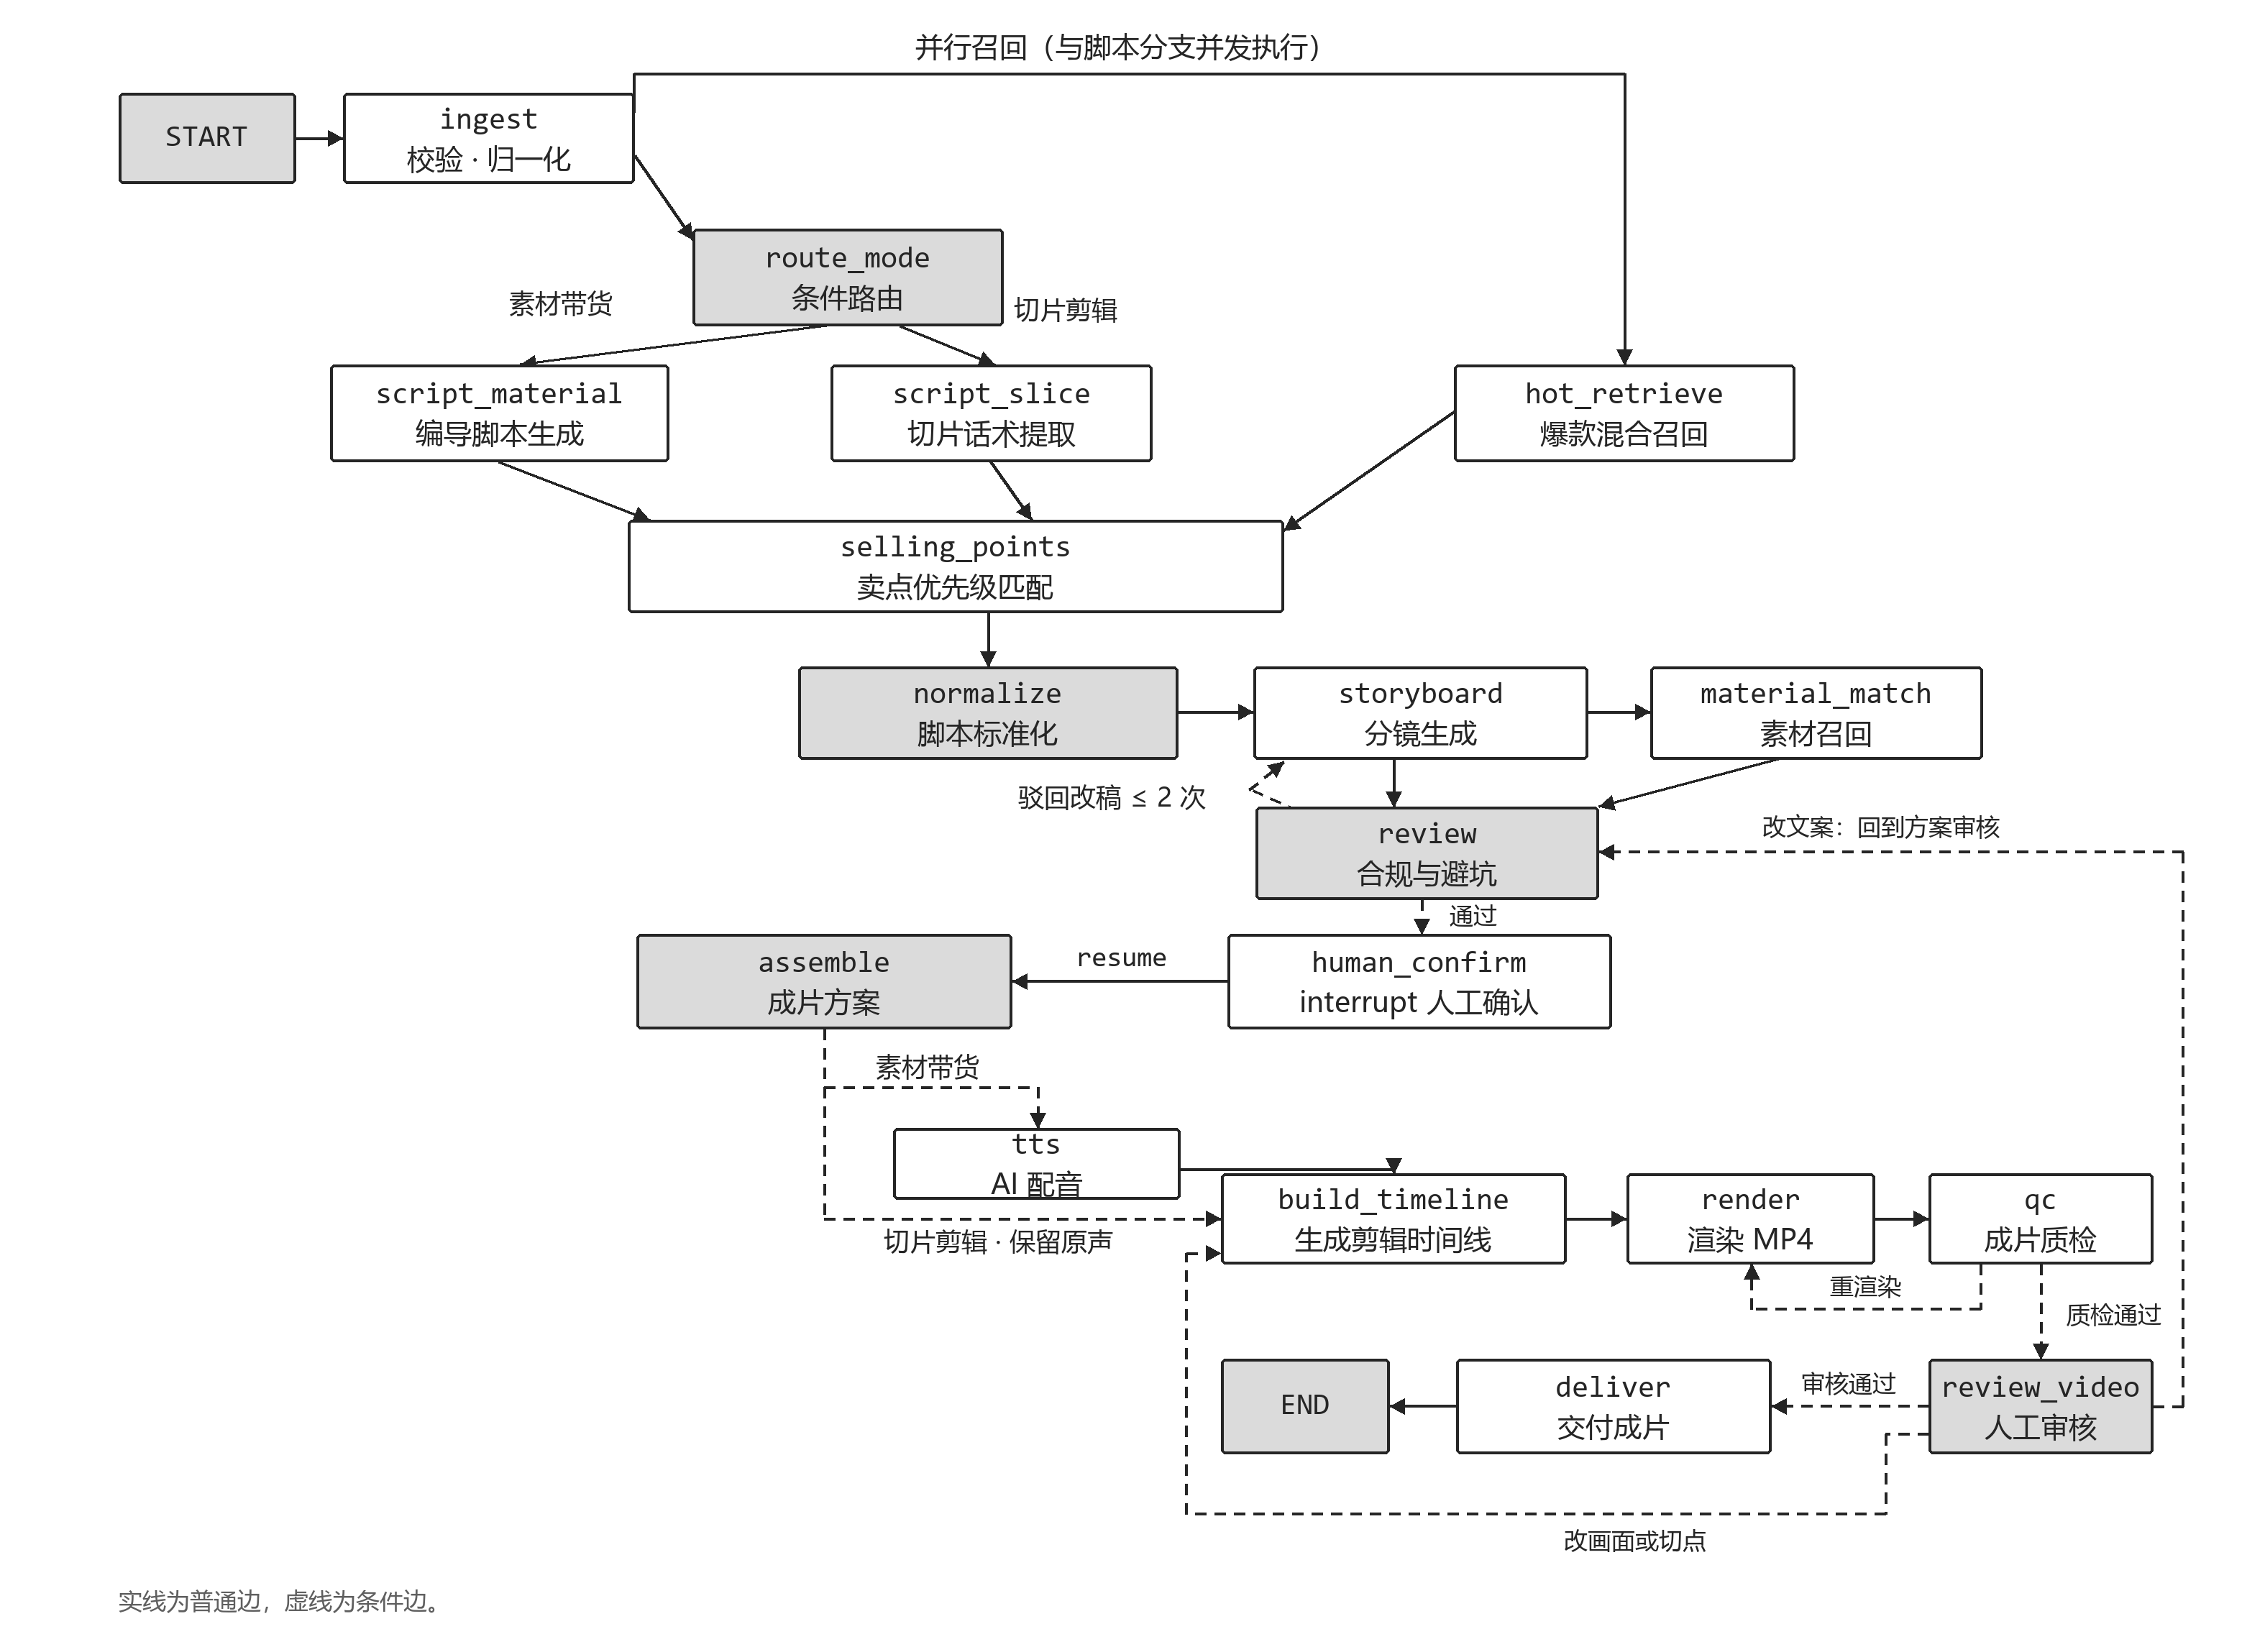 并行召回（与脚本分支并发执行）
START
ingest
校验 · 归一化
route_mode
条件路由
素材带货
切片剪辑
script_material
编导脚本生成
script_slice
切片话术提取
hot_retrieve
爆款混合召回
selling_points
卖点优先级匹配
normalize
脚本标准化
storyboard
分镜生成
material_match
素材召回
驳回改稿 ≤ 2 次
review
合规与避坑
改文案：回到方案审核
通过
assemble
成片方案
resume
human_confirm
interrupt 人工确认
素材带货
tts
AI 配音
切片剪辑 · 保留原声
build_timeline
生成剪辑时间线
render
渲染 MP4
qc
成片质检
重渲染
质检通过
END
deliver
交付成片
审核通过
review_video
人工审核
改画面或切点
实线为普通边，虚线为条件边。